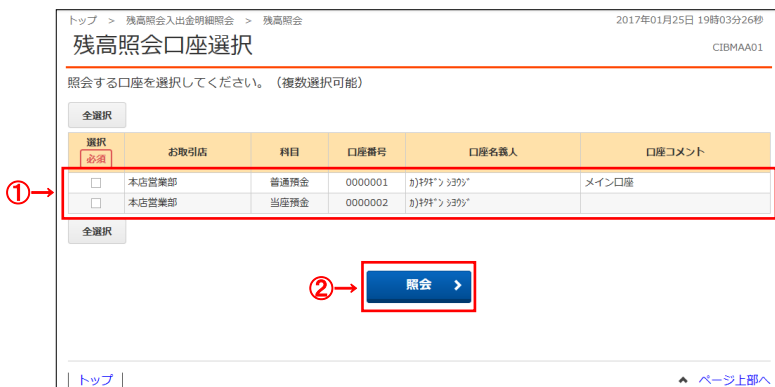 トップ > 残高照会入出金明細照会 > 残高照会 2017年01月25日 19時03分26秒
残高照会口座選択 CIBMAA01
照会する口座を選択してください。（複数選択可能）
全選択
選択 必須 お取引店 科目 口座番号 口座名義人 口座コメント
① 本店営業部 普通預金 0000001 カ)キタギン ショウジ メイン口座
本店営業部 当座預金 0000002 カ)キタギン ショウジ
全選択
② 照会
トップ ページ上部へ